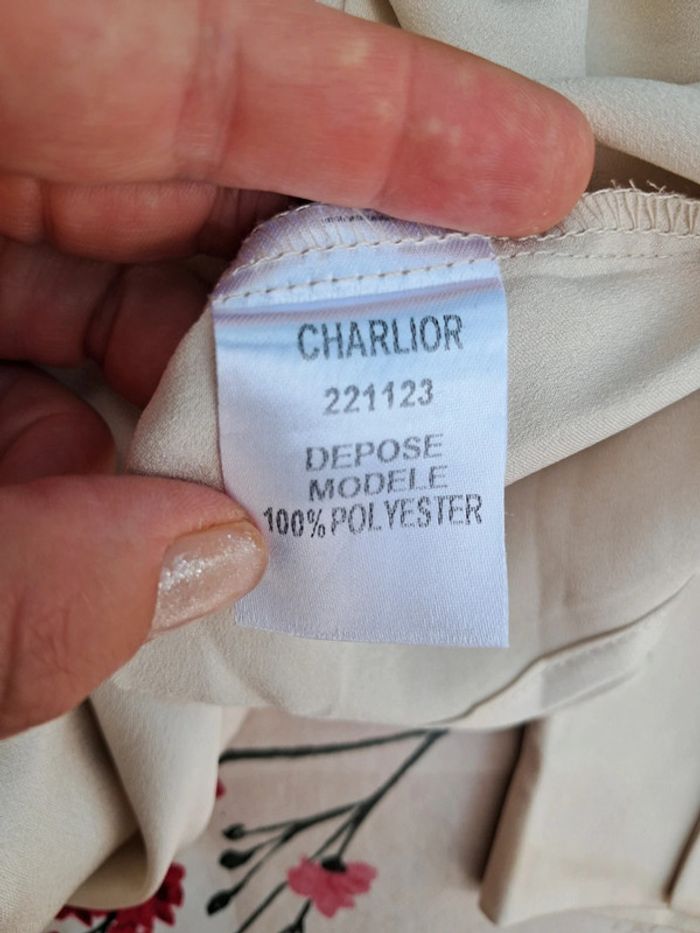 CHARLIOR
221123
DEPOSE
MODELE
100% POLYESTER